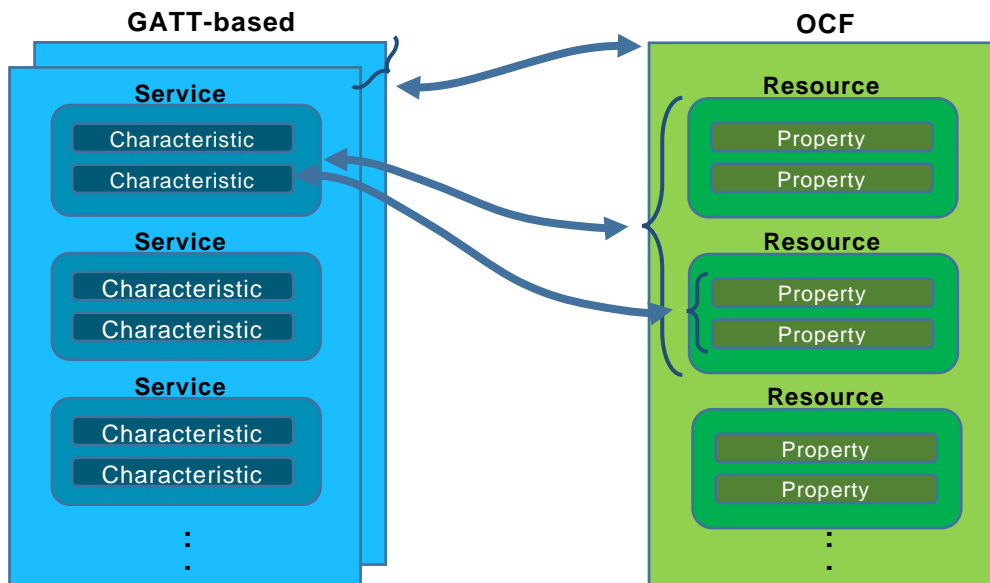 GATT-based
Service
Characteristic
Characteristic
Service
Characteristic
Characteristic
Service
Characteristic
Characteristic
:
.
OCF
Resource
Property
Property
Resource
Property
Property
Resource
Property
Property
:
.